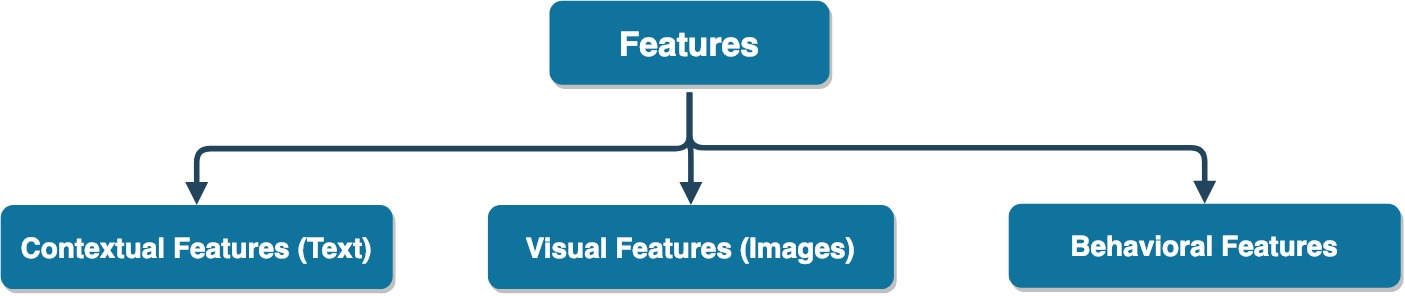 Features
Contextual Features (Text)
Visual Features (Images)
Behavioral Features